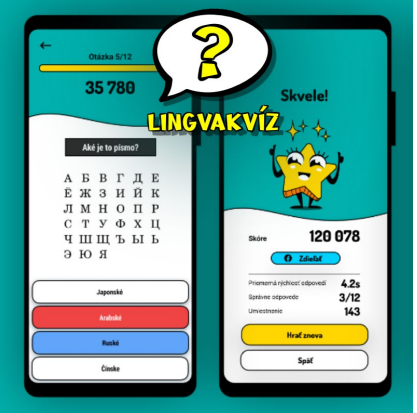 ?
LINGVAKVÍZ
Otázka 5/12
35 780
Aké je to písmo?
А Б В Г Д Е
Ё Ж З И Й К
Л М Н О П Р
С Т У Ф Х Ц
Ч Ш Щ Ъ Ы Ь
Э Ю Я
Japonské
Arabské
Ruské
Čínske
Skvele!
Skóre 120 078
Zdieľať
Priemerná rýchlosť odpovedí 4.2s
Správne odpovede 3/12
Umiestnenie 143
Hrať znova
Späť